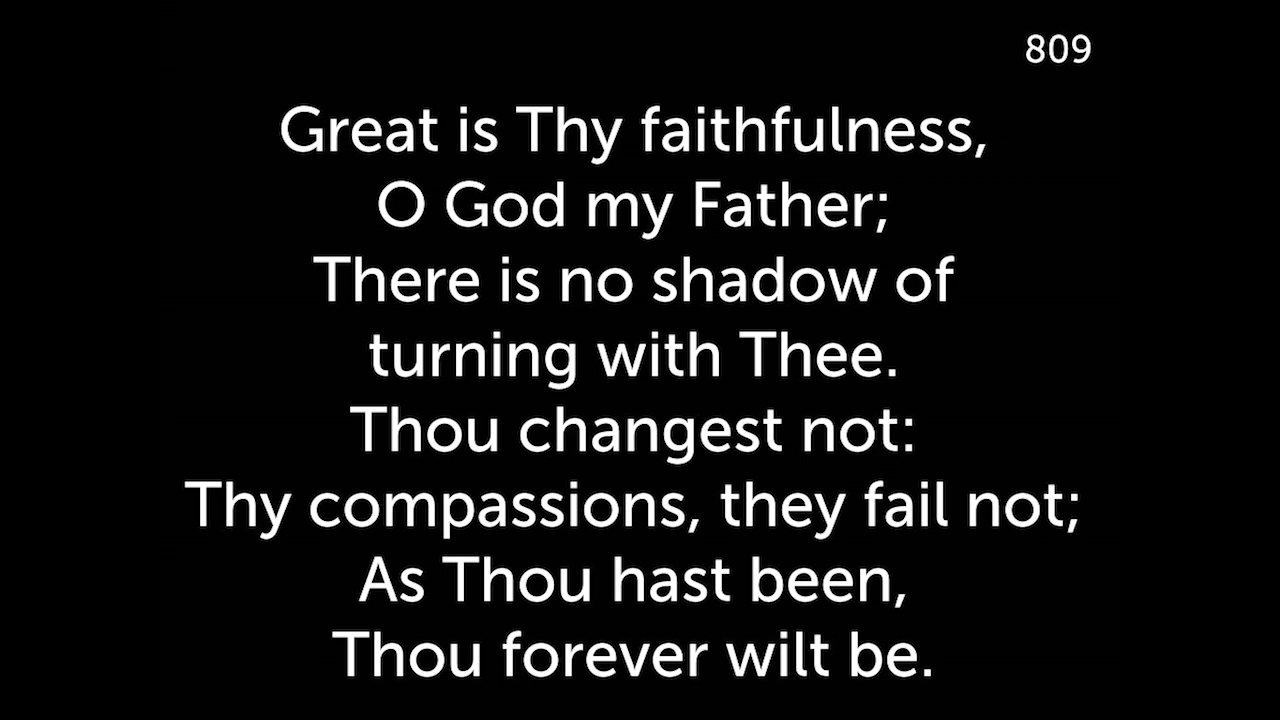 809
Great is Thy faithfulness,
O God my Father;
There is no shadow of
turning with Thee.
Thou changest not:
Thy compassions, they fail not;
As Thou hast been,
Thou forever wilt be.